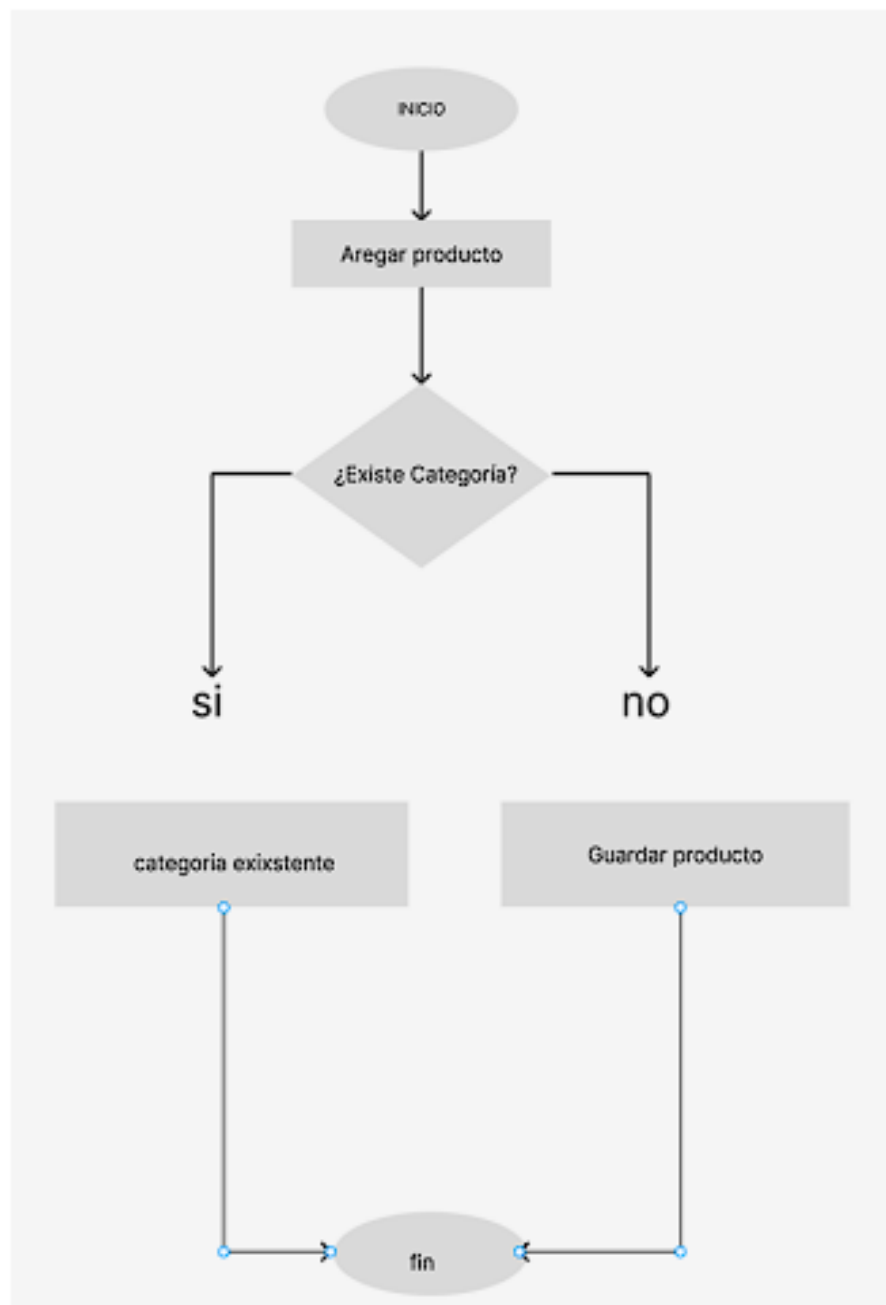 INICIO
Aregar producto
¿Existe Categoría?
si
no
categoria exixstente
Guardar producto
fin